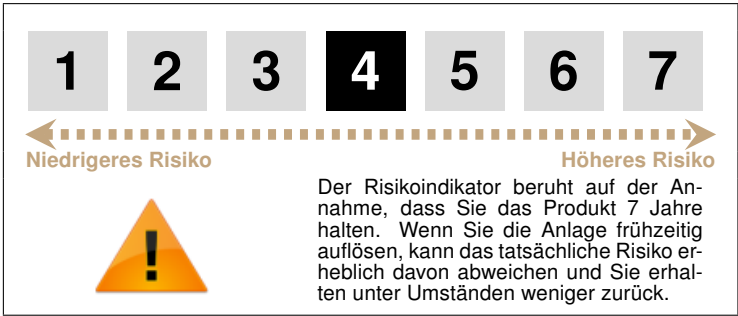 1 2 3 4 5 6 7
Niedrigeres Risiko Höheres Risiko
Der Risikoindikator beruht auf der An-
nahme, dass Sie das Produkt 7 Jahre
halten. Wenn Sie die Anlage frühzeitig
auflösen, kann das tatsächliche Risiko er-
heblich davon abweichen und Sie erhal-
ten unter Umständen weniger zurück.